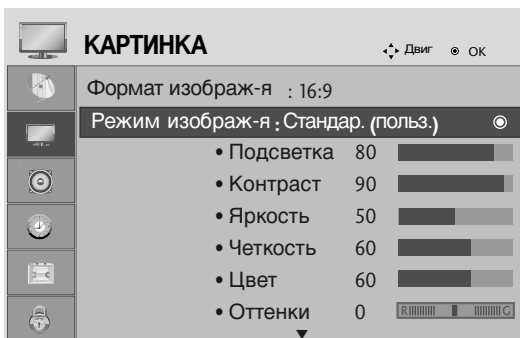 КАРТИНКА
Двиг ОК
Формат изображ-я : 16:9
Режим изображ-я : Стандар. (польз.)
• Подсветка 80
• Контраст 90
• Яркость 50
• Четкость 60
• Цвет 60
• Оттенки 0 R G